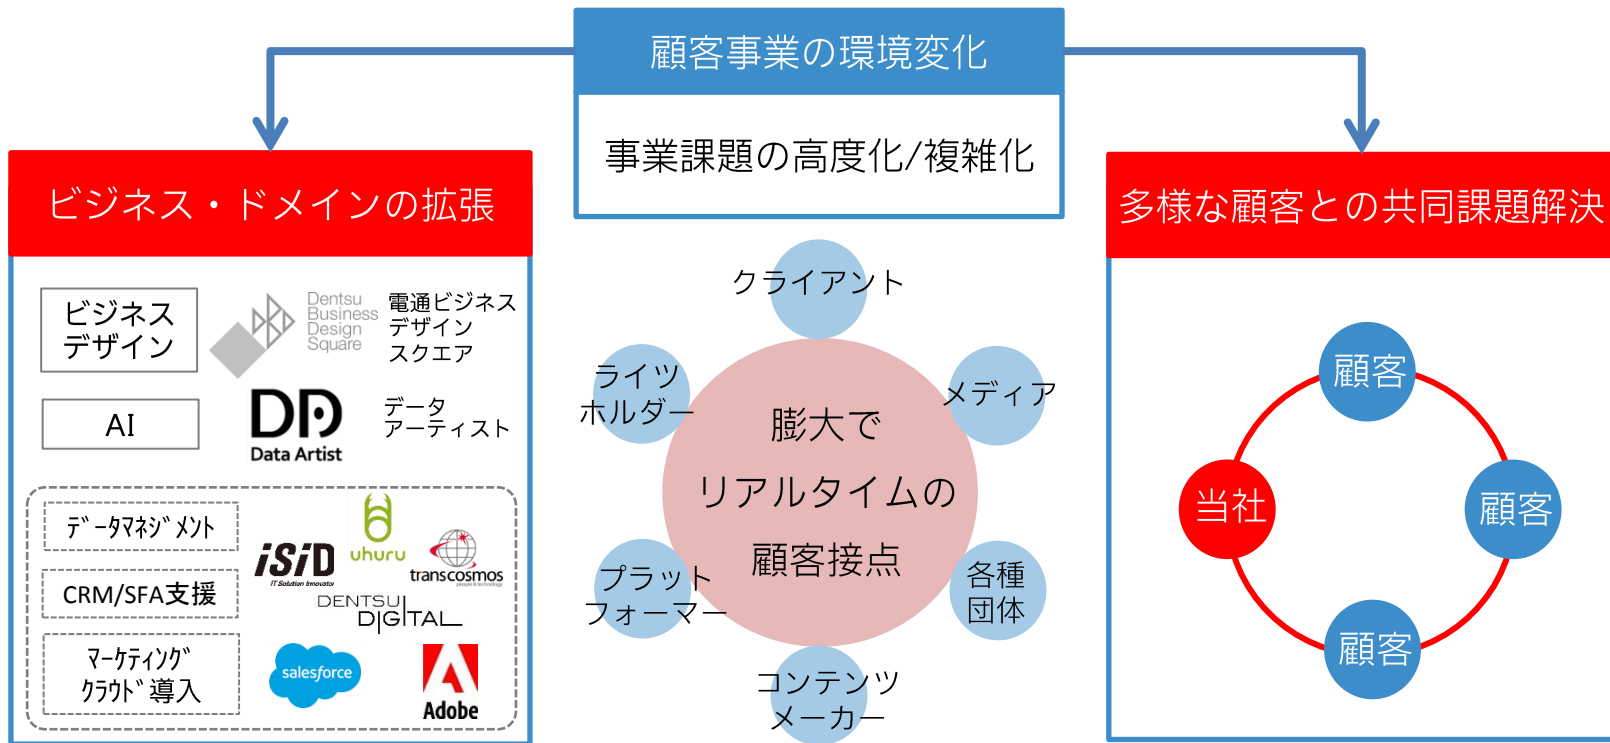 顧客事業の環境変化
事業課題の高度化/複雑化
ビジネス・ドメインの拡張
ビジネス
デザイン
Dentsu
Business
Design
Square
電通ビジネス
デザイン
スクエア
AI
DA
Data Artist
データ
アーティスト
データマネジメント
CRM/SFA支援
マーケティング
クラウド導入
iSiD
IT Solution Innovator
uhuru
transcosmos
people & technology
DENTSU
DIGITAL
salesforce
Adobe
クライアント
ライツ
ホルダー
メディア
膨大で
リアルタイムの
顧客接点
プラット
フォーマー
各種
団体
コンテンツ
メーカー
多様な顧客との共同課題解決
顧客
当社
顧客
顧客